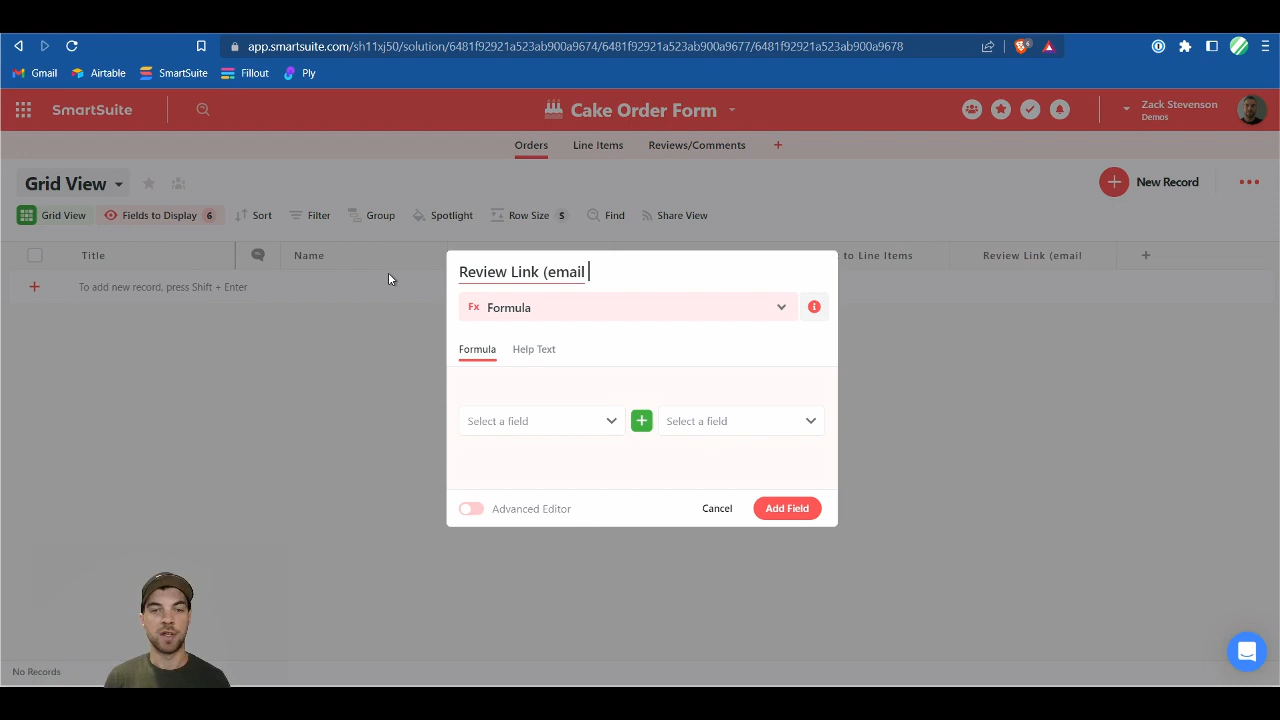 app.smartsuite.com/sh11xj50/solution/6481f92921a523ab900a9674/6481f92921a523ab900a9677/6481f92921a523ab900a9678
6
Gmail Airtable SmartSuite Fillout Ply
SmartSuite Cake Order Form Zack Stevenson
Demos
Orders Line Items Reviews/Comments
Grid View New Record
Grid View Fields to Display 6 Sort Filter Group Spotlight Row Size S Find Share View
Title Name to Line Items Review Link (email
To add new record, press Shift + Enter
Review Link (email
Fx Formula
Formula Help Text
Select a field Select a field
Advanced Editor Cancel Add Field
No Records